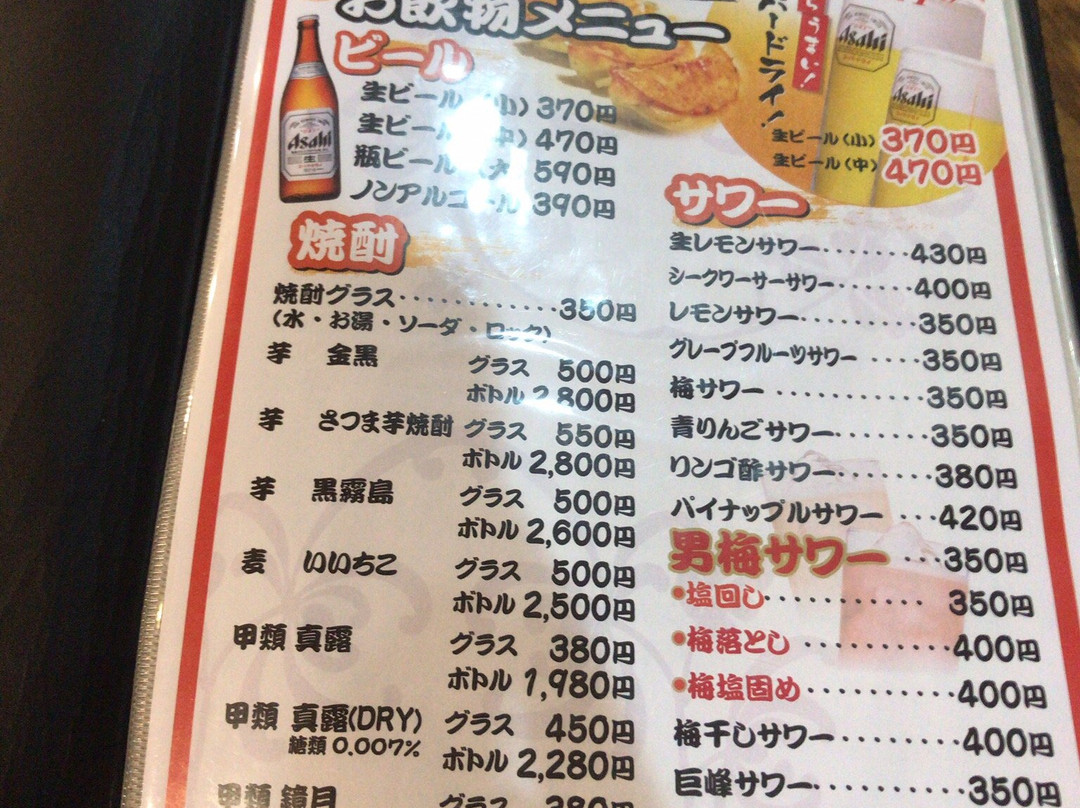 お飲物メニュー
ビール
生ビール(小) 370円
生ビール(中) 470円
瓶ビール(大) 590円
ノンアルコール 390円
Asahi
生
焼酎
焼酎グラス・・・・・・・・・・・350円
(水・お湯・ソーダ・ロック)
芋 金黒 グラス 500円
ボトル 2,800円
芋 さつま芋焼酎 グラス 550円
ボトル 2,800円
芋 黒霧島 グラス 500円
ボトル 2,600円
麦 いいちこ グラス 500円
ボトル 2,500円
甲類 真露 グラス 380円
ボトル 1,980円
甲類 真露(DRY) グラス 450円
糖類 0.007% ボトル 2,280円
甲類 鏡月 グラス 380円
うまい!
ドライ!
Asahi
Asahi
生ビール(小) 370円
生ビール(中) 470円
サワー
生レモンサワー・・・・・・・430円
シークワーサーサワー・・・・・・400円
レモンサワー・・・・・・・・・350円
グレープフルーツサワー ・・・・350円
梅サワー ・・・・・・・・・・・350円
青りんごサワー・・・・・・・350円
リンゴ酢サワー・・・・・・・380円
パイナップルサワー ・・・420円
男梅サワー ・・・350円
•塩回し・・・・・・・・・・・ 350円
•梅落とし ・・・・・・・・・・400円
•梅塩固め・・・・・・・・・・400円
梅干しサワー・・・・・・・・・400円
巨峰サワー・・・・・・・・・・350円